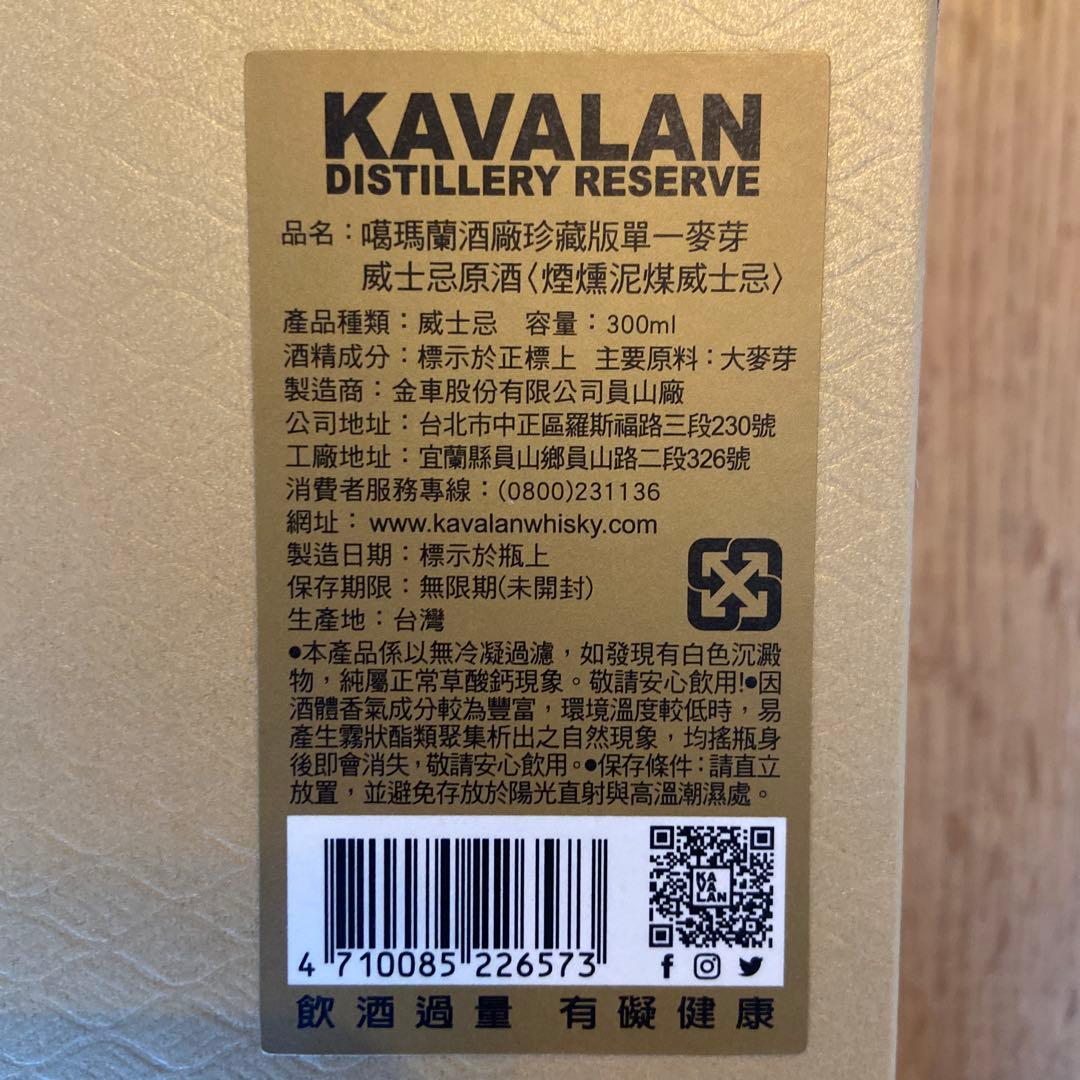 KAVALAN
DISTILLERY RESERVE
品名：噶瑪蘭酒廠珍藏版單一麥芽
威士忌原酒〈煙燻泥煤威士忌〉
產品種類：威士忌 容量：300ml
酒精成分：標示於正標上 主要原料：大麥芽
製造商：金車股份有限公司員山廠
公司地址：台北市中正區羅斯福路三段230號
工廠地址：宜蘭縣員山鄉員山路二段326號
消費者服務專線：(0800)231136
網址：www.kavalanwhisky.com
製造日期：標示於瓶上
保存期限：無限期(未開封)
生產地：台灣
●本產品係以無冷凝過濾，如發現有白色沉澱
物，純屬正常草酸鈣現象。敬請安心飲用!●因
酒體香氣成分較為豐富，環境溫度較低時，易
產生霧狀酯類聚集析出之自然現象，均搖瓶身
後即會消失，敬請安心飲用。●保存條件：請直立
放置，並避免存放於陽光直射與高溫潮濕處。
KA
VA
LAN
4 710085 226573
飲酒過量 有礙健康